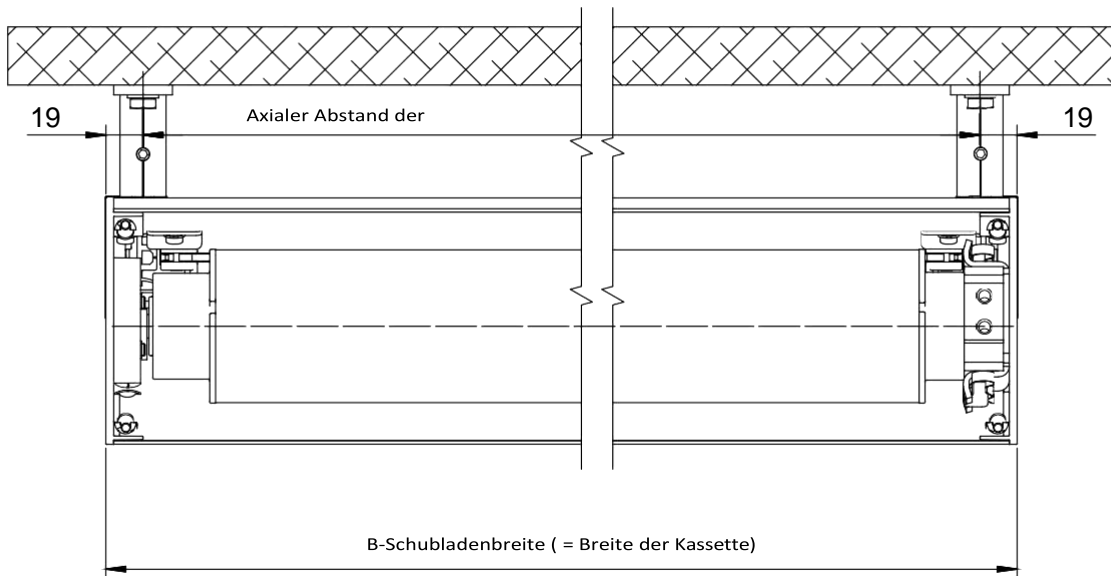 19
Axialer Abstand der
19
B-Schubladenbreite ( = Breite der Kassette)